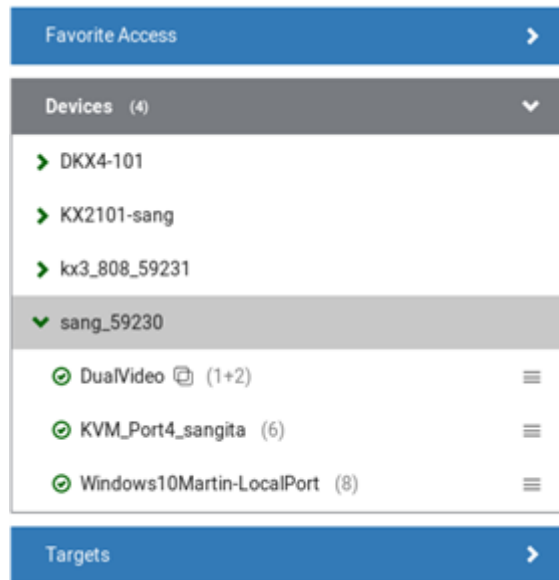 Favorite Access
Devices (4)
DKX4-101
KX2101-sang
kx3_808_59231
sang_59230
DualVideo (1+2)
KVM_Port4_sangita (6)
Windows10Martin-LocalPort (8)
Targets